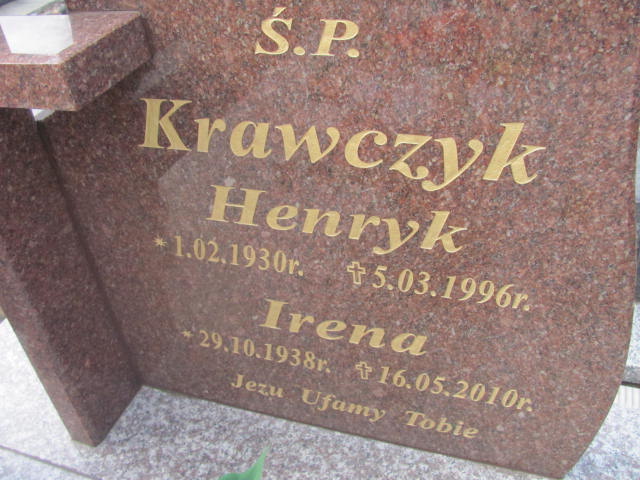 Ś.P.
Krawczyk
Henryk
* 1.02.1930r. ✝ 5.03.1996r.
Irena
* 29.10.1938r. ✝ 16.05.2010r.
Jezu Ufamy Tobie